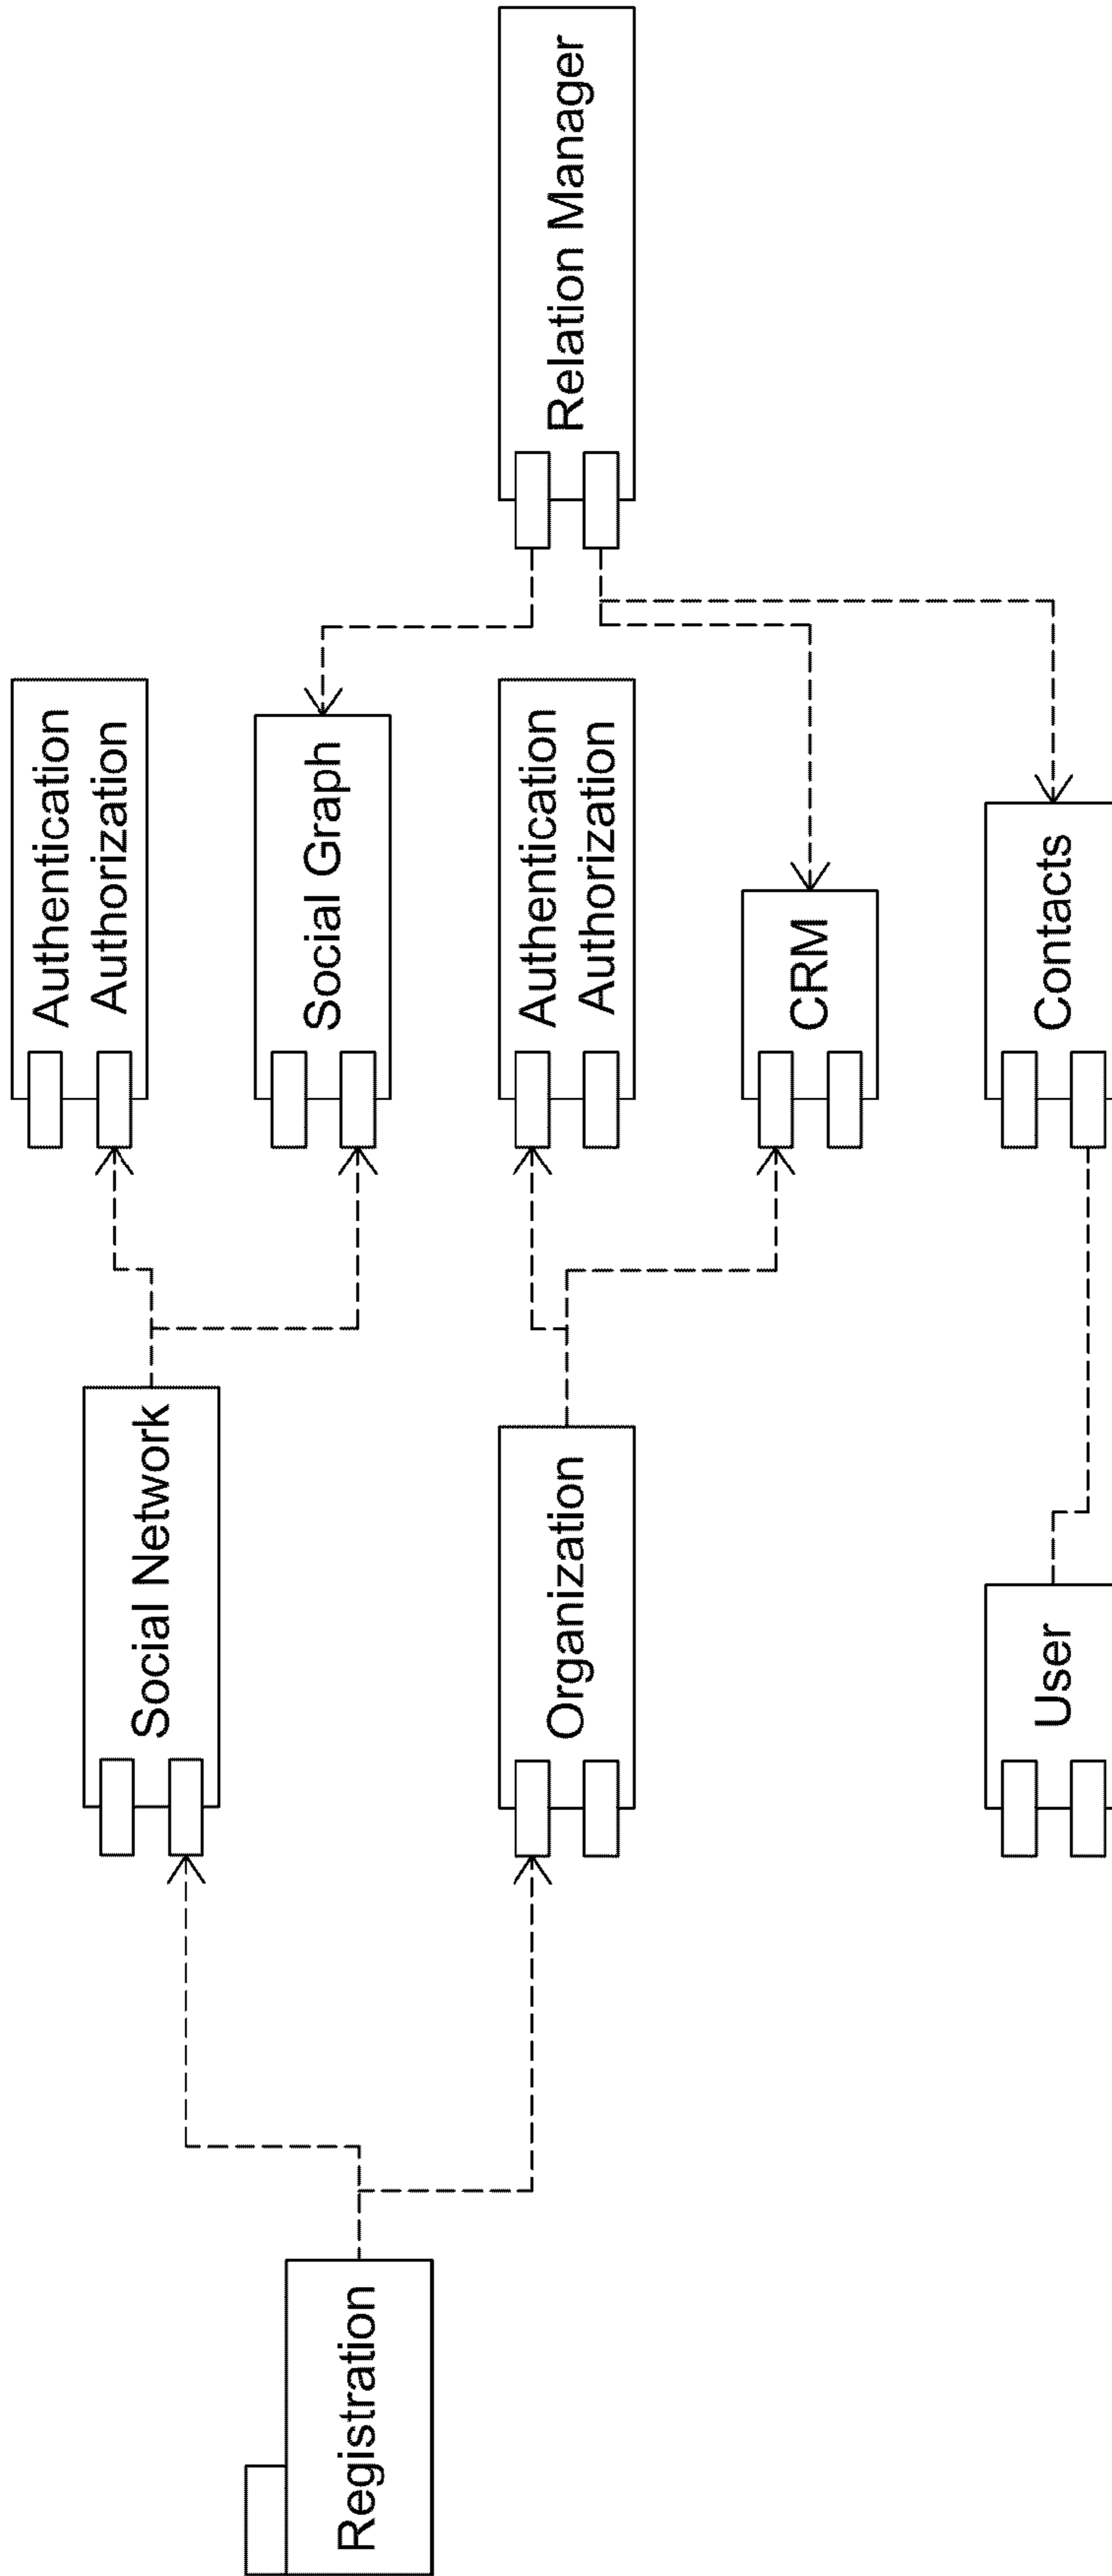 Authentication
Authorization
Social Network
Social Graph
Registration
Organization
Authentication
Authorization
Relation Manager
CRM
User
Contacts